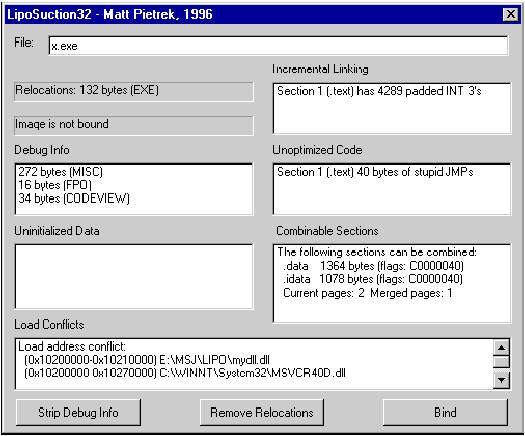 LipoSuction32 - Matt Pietrek, 1996
File:
x.exe
Relocations: 132 bytes (EXE)
Image is not bound
Incremental Linking
Section 1 (.text) has 4289 padded INT 3's
Debug Info
272 bytes (MISC)
16 bytes (FPO)
34 bytes (CODEVIEW)
Unoptimized Code
Section 1 (.text) 40 bytes of stupid JMPs
Uninitialized Data
Combinable Sections
The following sections can be combined:
.data 1364 bytes (flags: C0000040)
.idata 1078 bytes (flags: C0000040)
Current pages: 2 Merged pages: 1
Load Conflicts
Load address conflict:
(0x10200000-0x10210000) E:\MSJ\LIPO\mydll.dll
(0x10200000-0x10270000) C:\WINNT\System32\MSVCR40D.dll
Strip Debug Info
Remove Relocations
Bind